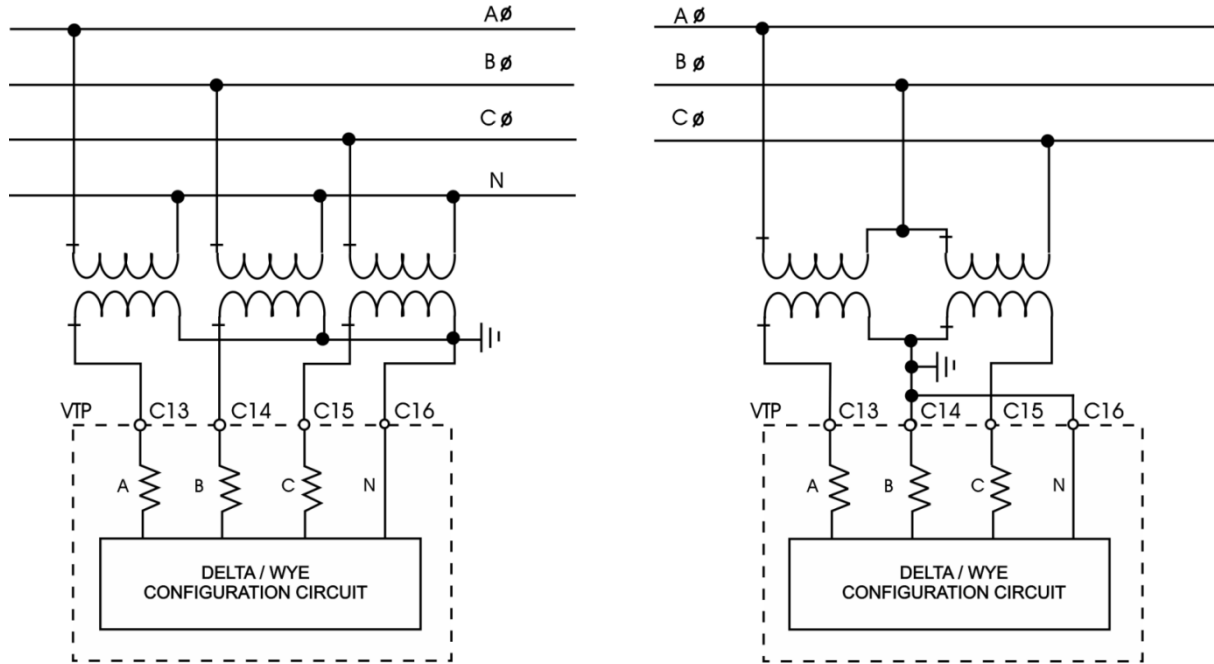 AØ
BØ
CØ
N
VTP C13 C14 C15 C16
A B C N
DELTA / WYE
CONFIGURATION CIRCUIT
AØ
BØ
CØ
VTP C13 C14 C15 C16
A B C N
DELTA / WYE
CONFIGURATION CIRCUIT